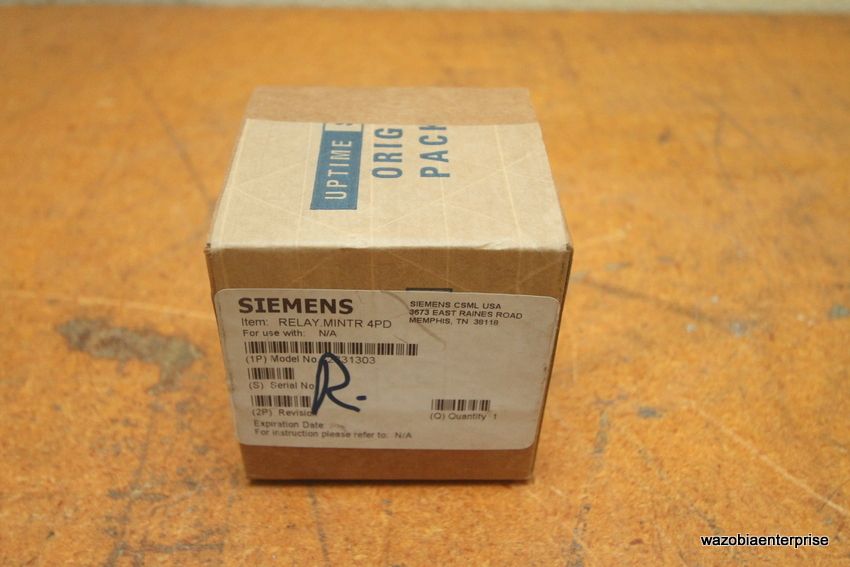 UPTIME S
ORIG
PACK
SIEMENS
Item: RELAY MINTR 4PD
For use with: N/A
SIEMENS CSML USA
3673 EAST RAINES ROAD
MEMPHIS, TN 38118
(1P) Model No 31303
(S) Serial No
R.
(2P) Revision
(Q) Quantity 1
Expiration Date
For instruction please refer to: N/A
wazobiaenterprise